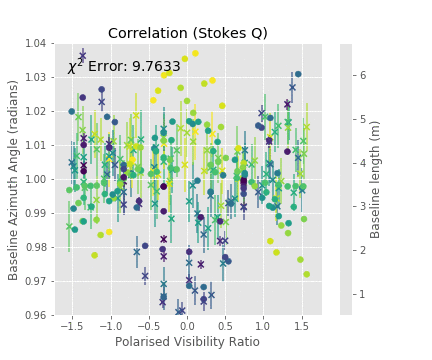 Correlation (Stokes Q)
χ² Error: 9.7633
Baseline Azimuth Angle (radians)
1.04
1.03
1.02
1.01
1.00
0.99
0.98
0.97
0.96
−1.5 −1.0 −0.5 0.0 0.5 1.0 1.5
Polarised Visibility Ratio
6
5
4
3
2
1
Baseline length (m)